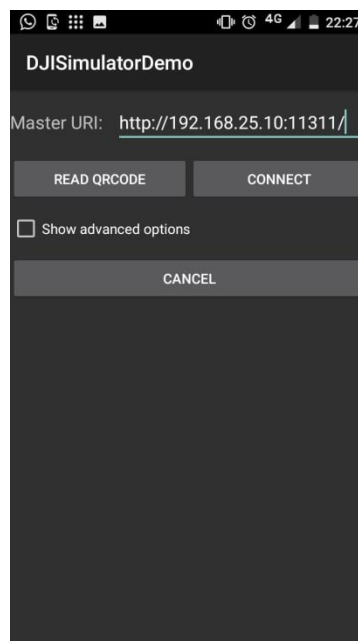 4G 22:27
DJISimulatorDemo
Master URI: http://192.168.25.10:11311/
READ QRCODE CONNECT
Show advanced options
CANCEL